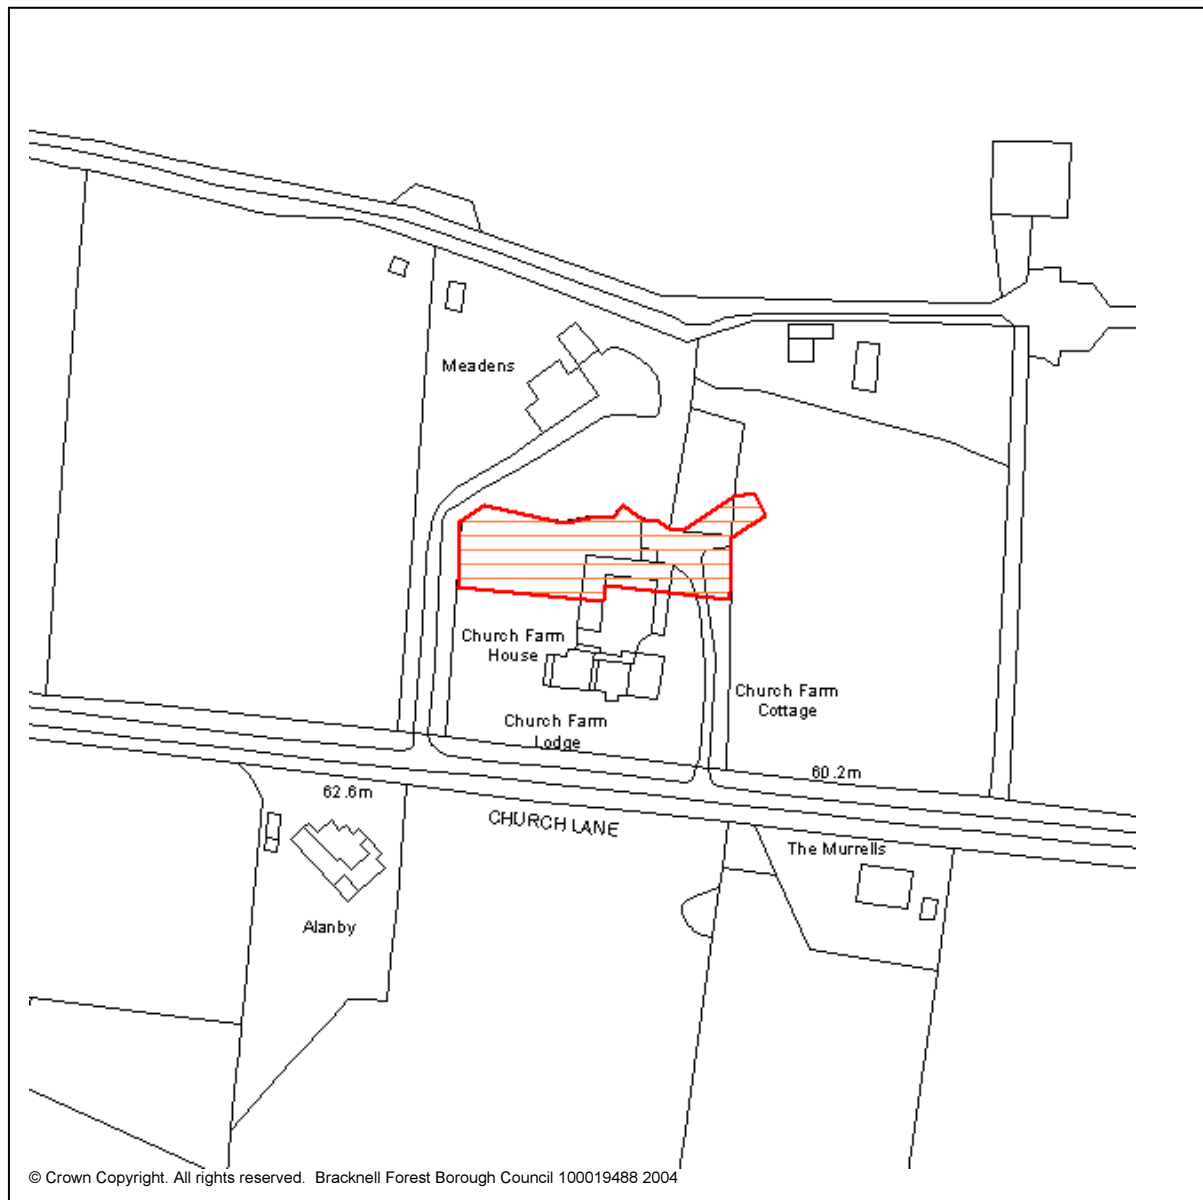 Meadens
Church Farm
House
Church Farm
Cottage
Church Farm
Lodge
60.2m
62.6m
CHURCH LANE
The Murrells
Alanby
© Crown Copyright. All rights reserved. Bracknell Forest Borough Council 100019488 2004